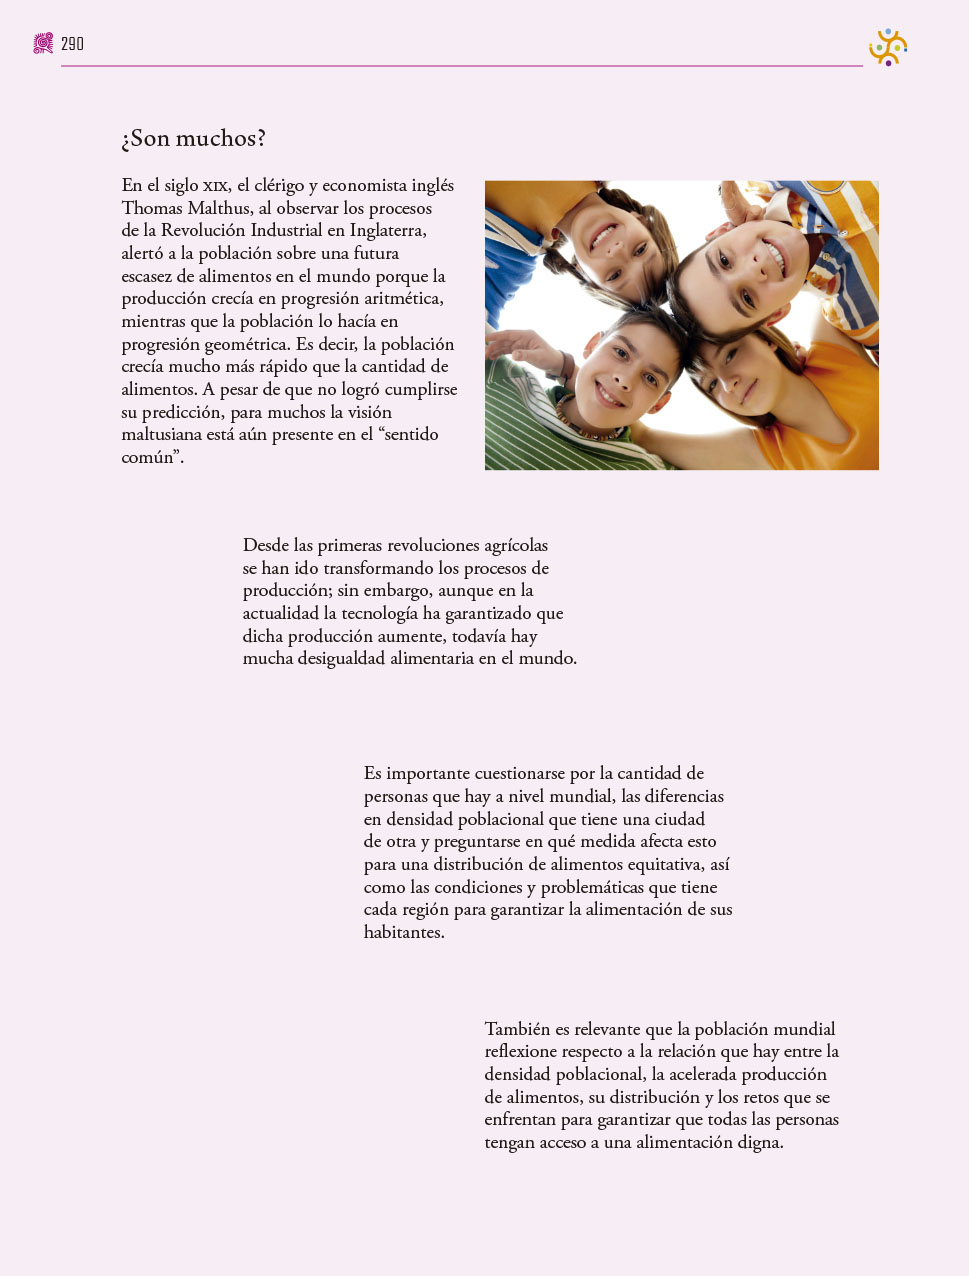 290
¿Son muchos?
En el siglo XIX, el clérigo y economista inglés
Thomas Malthus, al observar los procesos
de la Revolución Industrial en Inglaterra,
alertó a la población sobre una futura
escasez de alimentos en el mundo porque la
producción crecía en progresión aritmética,
mientras que la población lo hacía en
progresión geométrica. Es decir, la población
crecía mucho más rápido que la cantidad de
alimentos. A pesar de que no logró cumplirse
su predicción, para muchos la visión
maltusiana está aún presente en el “sentido
común”.
Desde las primeras revoluciones agrícolas
se han ido transformando los procesos de
producción; sin embargo, aunque en la
actualidad la tecnología ha garantizado que
dicha producción aumente, todavía hay
mucha desigualdad alimentaria en el mundo.
Es importante cuestionarse por la cantidad de
personas que hay a nivel mundial, las diferencias
en densidad poblacional que tiene una ciudad
de otra y preguntarse en qué medida afecta esto
para una distribución de alimentos equitativa, así
como las condiciones y problemáticas que tiene
cada región para garantizar la alimentación de sus
habitantes.
También es relevante que la población mundial
reflexione respecto a la relación que hay entre la
densidad poblacional, la acelerada producción
de alimentos, su distribución y los retos que se
enfrentan para garantizar que todas las personas
tengan acceso a una alimentación digna.